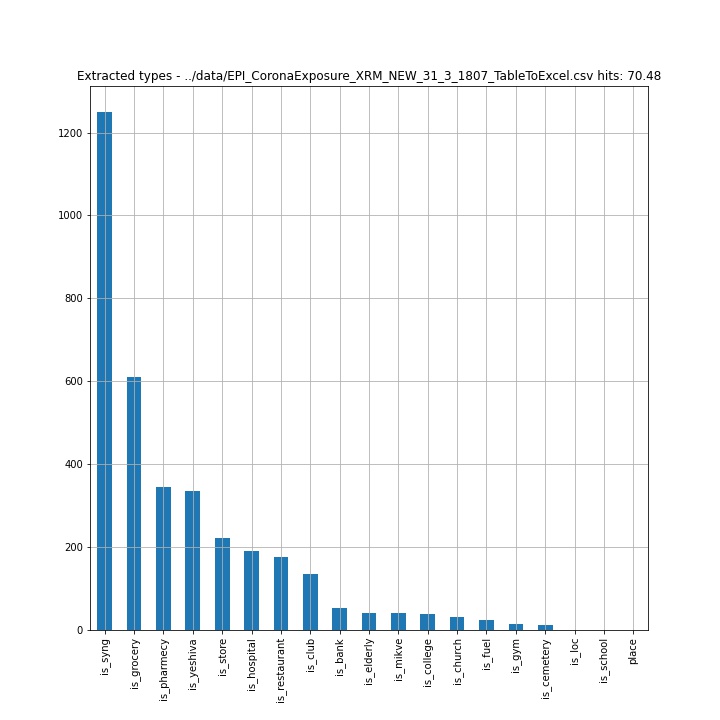 Extracted types - ../data/EPI_CoronaExposure_XRM_NEW_31_3_1807_TableToExcel.csv hits: 70.48
1200
1000
800
600
400
200
0
is_syng
is_grocery
is_pharmecy
is_yeshiva
is_store
is_hospital
is_restaurant
is_club
is_bank
is_elderly
is_mikve
is_college
is_church
is_fuel
is_gym
is_cemetery
is_loc
is_school
place